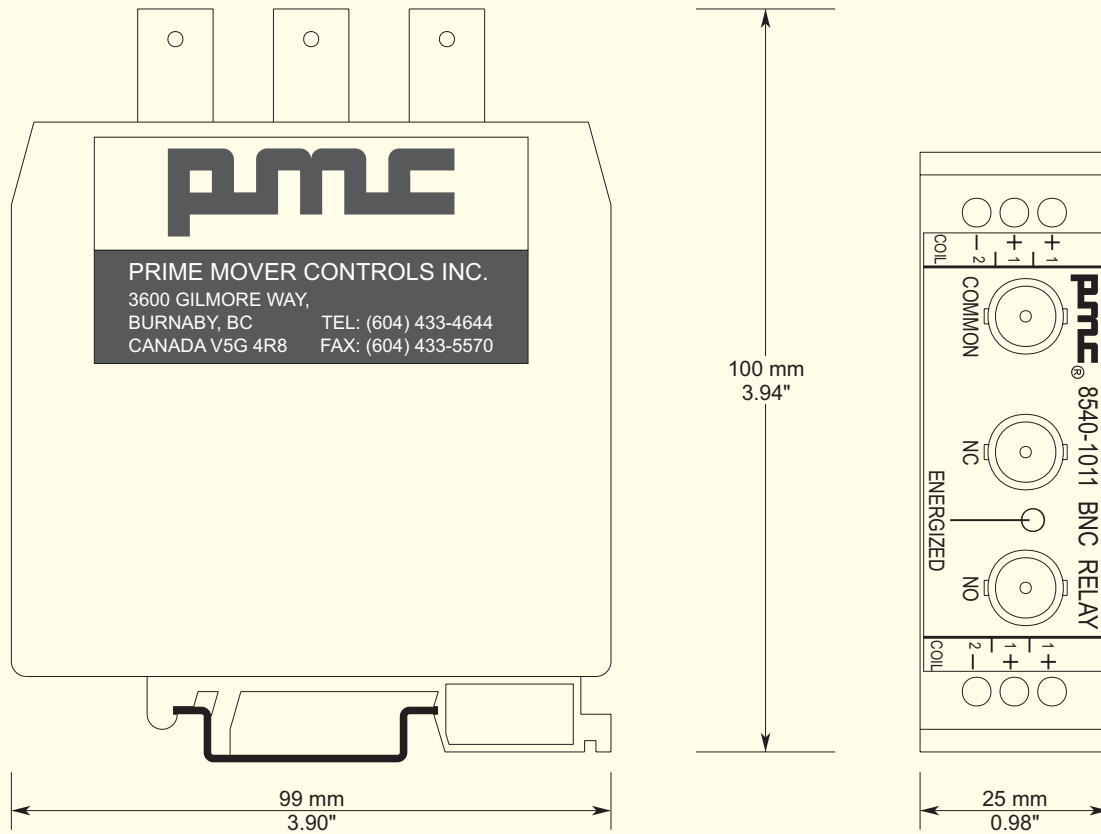 pmc
PRIME MOVER CONTROLS INC.
3600 GILMORE WAY,
BURNABY, BC TEL: (604) 433-4644
CANADA V5G 4R8 FAX: (604) 433-5570
100 mm
3.94"
99 mm
3.90"
pmc® 8540-1011 BNC RELAY
+ 1
+ 1
– 2
COIL
COMMON
NC
ENERGIZED
NO
1 +
1 +
2 –
COIL
25 mm
0.98"